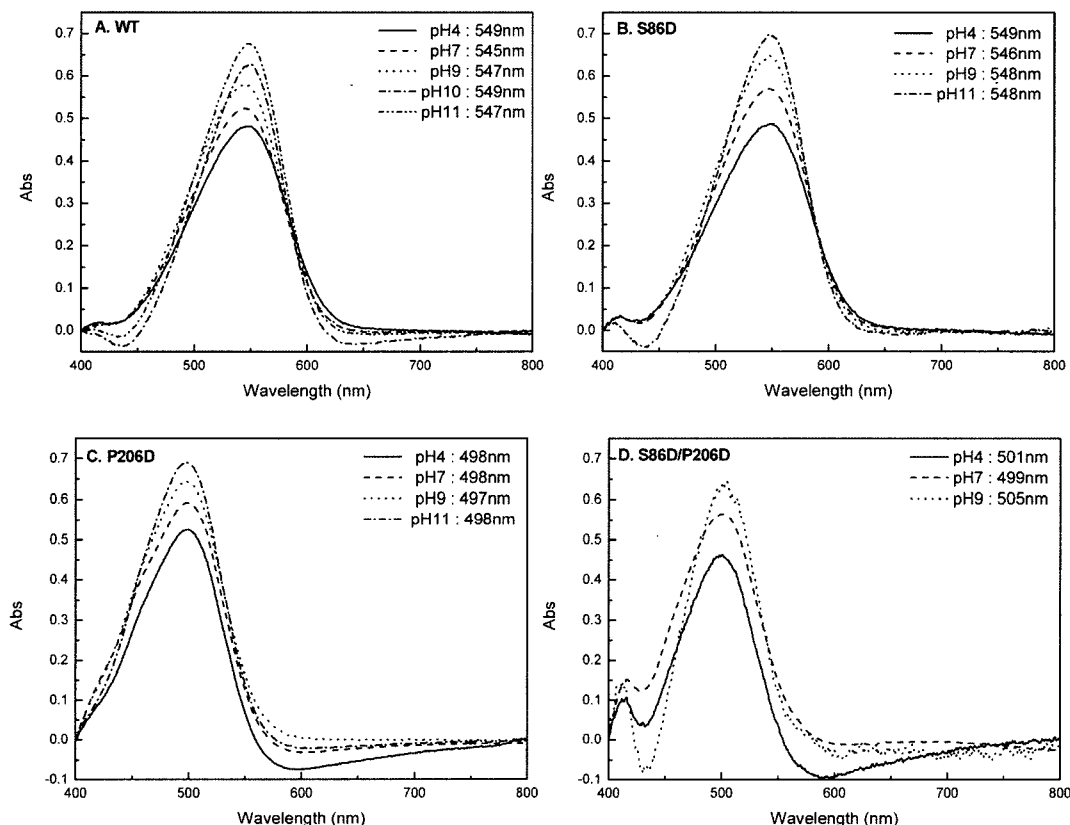 A. WT
pH4 : 549nm
pH7 : 545nm
pH9 : 547nm
pH10 : 549nm
pH11 : 547nm
0.7
0.6
0.5
0.4
0.3
0.2
0.1
0.0
Abs
400
500
600
700
800
Wavelength (nm)
B. S86D
pH4 : 549nm
pH7 : 546nm
pH9 : 548nm
pH11 : 548nm
0.7
0.6
0.5
0.4
0.3
0.2
0.1
0.0
Abs
400
500
600
700
800
Wavelength (nm)
C. P206D
pH4 : 498nm
pH7 : 498nm
pH9 : 497nm
pH11 : 498nm
0.7
0.6
0.5
0.4
0.3
0.2
0.1
0.0
-0.1
Abs
400
500
600
700
800
Wavelength (nm)
D. S86D/P206D
pH4 : 501nm
pH7 : 499nm
pH9 : 505nm
0.7
0.6
0.5
0.4
0.3
0.2
0.1
0.0
-0.1
Abs
400
500
600
700
800
Wavelength (nm)